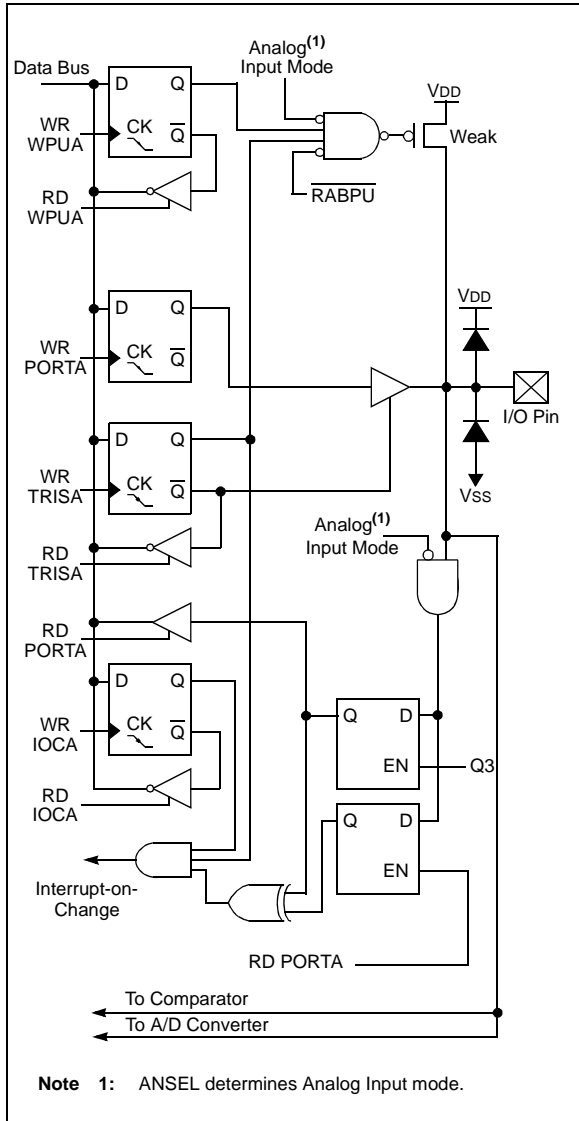 Analog(1)
Input Mode
Data Bus
D Q
VDD
WR
WPUA
CK Q
Weak
RD
WPUA
RABPU
D Q
VDD
WR
PORTA
CK Q
I/O Pin
D Q
WR
TRISA
CK Q
VSS
Analog(1)
Input Mode
RD
TRISA
RD
PORTA
D Q
Q D
WR
IOCA
CK Q
EN
Q3
RD
IOCA
Q D
EN
Interrupt-on-
Change
RD PORTA
To Comparator
To A/D Converter
Note 1: ANSEL determines Analog Input mode.